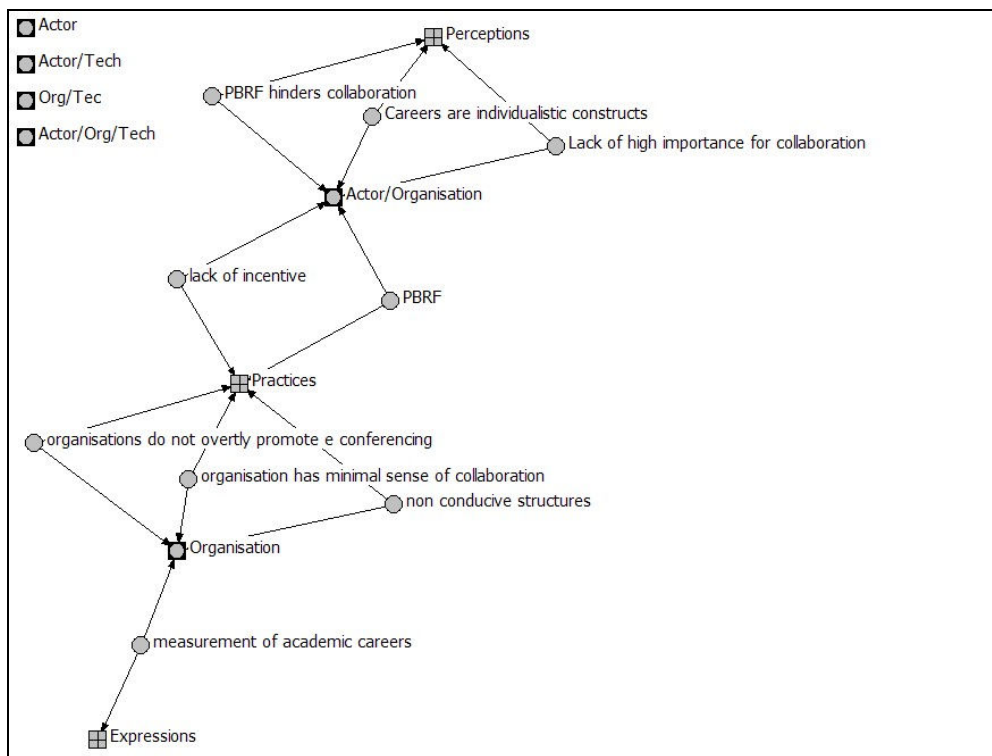 Actor
Perceptions
Actor/Tech
PBRF hinders collaboration
Org/Tec
Careers are individualistic constructs
Actor/Org/Tech
Lack of high importance for collaboration
Actor/Organisation
lack of incentive
PBRF
Practices
organisations do not overtly promote e conferencing
organisation has minimal sense of collaboration
non conducive structures
Organisation
measurement of academic careers
Expressions